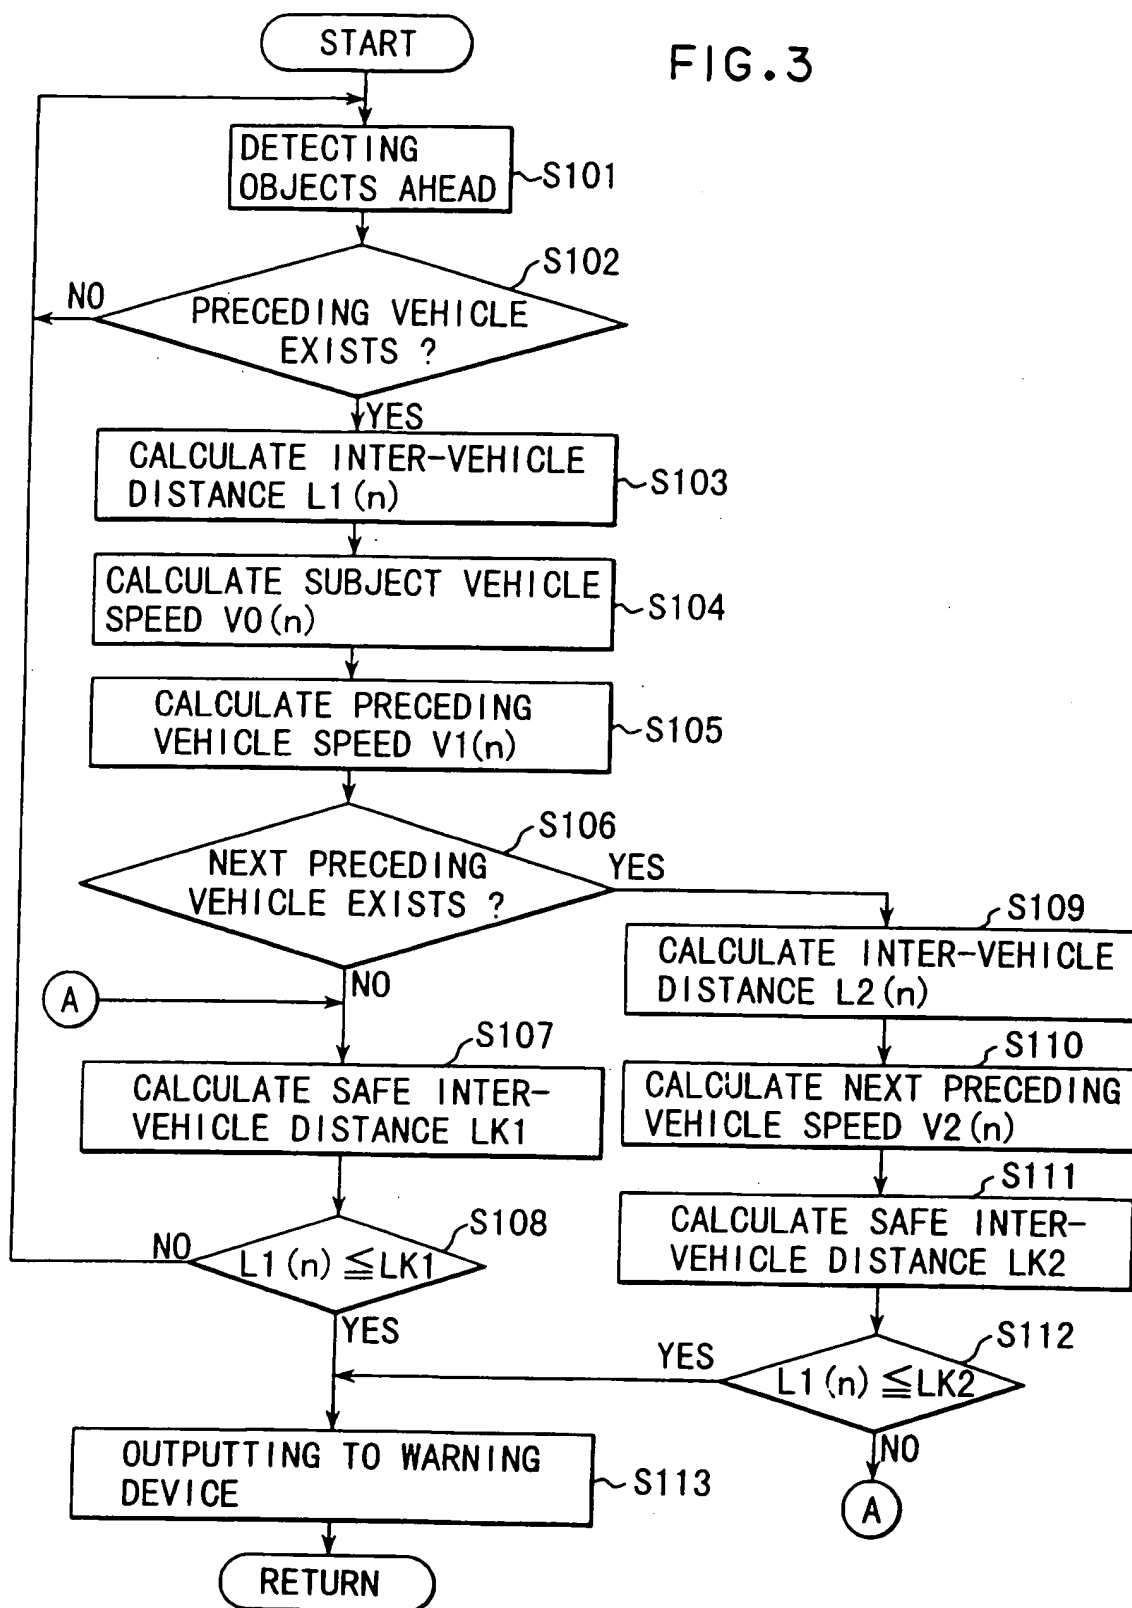 START
FIG.3
DETECTING
OBJECTS AHEAD
S101
S102
NO
PRECEDING VEHICLE
EXISTS ?
YES
CALCULATE INTER-VEHICLE
DISTANCE L1(n)
S103
CALCULATE SUBJECT VEHICLE
SPEED V0(n)
S104
CALCULATE PRECEDING
VEHICLE SPEED V1(n)
S105
S106
NEXT PRECEDING
VEHICLE EXISTS ?
YES
NO
A
S107
CALCULATE SAFE INTER-
VEHICLE DISTANCE LK1
S108
NO
L1(n) ≦ LK1
YES
S109
CALCULATE INTER-VEHICLE
DISTANCE L2(n)
S110
CALCULATE NEXT PRECEDING
VEHICLE SPEED V2(n)
S111
CALCULATE SAFE INTER-
VEHICLE DISTANCE LK2
S112
YES
L1(n) ≦ LK2
NO
A
OUTPUTTING TO WARNING
DEVICE
S113
RETURN